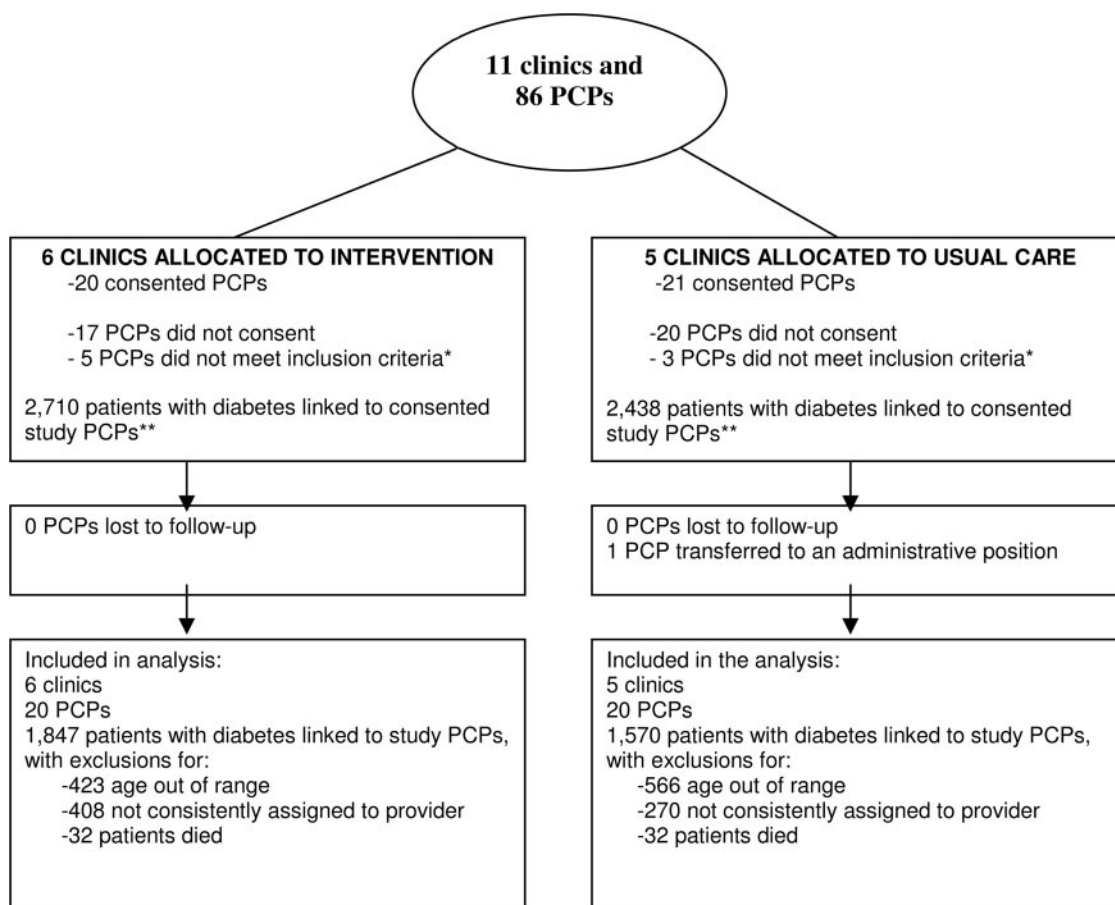 11 clinics and
86 PCPs
6 CLINICS ALLOCATED TO INTERVENTION
-20 consented PCPs
-17 PCPs did not consent
- 5 PCPs did not meet inclusion criteria*
2,710 patients with diabetes linked to consented
study PCPs**
5 CLINICS ALLOCATED TO USUAL CARE
-21 consented PCPs
-20 PCPs did not consent
- 3 PCPs did not meet inclusion criteria*
2,438 patients with diabetes linked to consented
study PCPs**
0 PCPs lost to follow-up
0 PCPs lost to follow-up
1 PCP transferred to an administrative position
Included in analysis:
6 clinics
20 PCPs
1,847 patients with diabetes linked to study PCPs,
with exclusions for:
-423 age out of range
-408 not consistently assigned to provider
-32 patients died
Included in the analysis:
5 clinics
20 PCPs
1,570 patients with diabetes linked to study PCPs,
with exclusions for:
-566 age out of range
-270 not consistently assigned to provider
-32 patients died